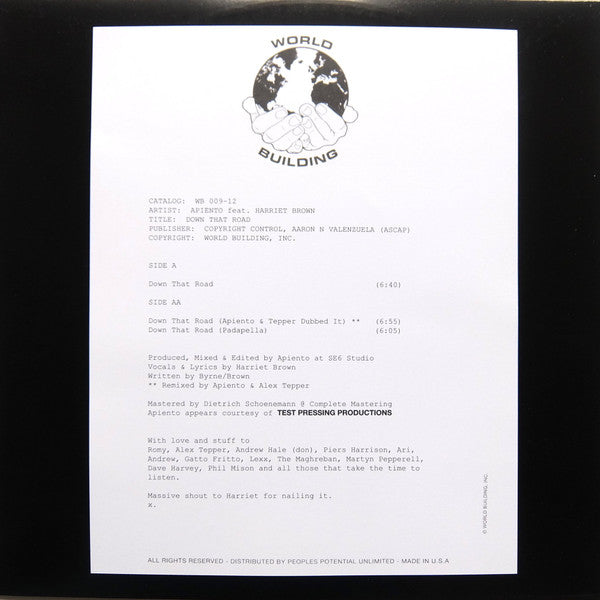 WORLD
BUILDING
CATALOG: WB 009-12
ARTIST: APIENTO feat. HARRIET BROWN
TITLE: DOWN THAT ROAD
PUBLISHER: COPYRIGHT CONTROL, AARON N VALENZUELA (ASCAP)
COPYRIGHT: WORLD BUILDING, INC.
SIDE A
Down That Road (6:40)
SIDE AA
Down That Road (Apiento & Tepper Dubbed It) ** (6:55)
Down That Road (Padapella) (6:05)
Produced, Mixed & Edited by Apiento at SE6 Studio
Vocals & Lyrics by Harriet Brown
Written by Byrne/Brown
** Remixed by Apiento & Alex Tepper
Mastered by Dietrich Schoenemann @ Complete Mastering
Apiento appears courtesy of TEST PRESSING PRODUCTIONS
With love and stuff to
Romy, Alex Tepper, Andrew Hale (don), Piers Harrison, Ari,
Andrew, Gatto Fritto, Lexx, The Maghreban, Martyn Pepperell,
Dave Harvey, Phil Mison and all those that take the time to
listen.
Massive shout to Harriet for nailing it.
x.
© WORLD BUILDING, INC.
ALL RIGHTS RESERVED - DISTRIBUTED BY PEOPLES POTENTIAL UNLIMITED - MADE IN U.S.A